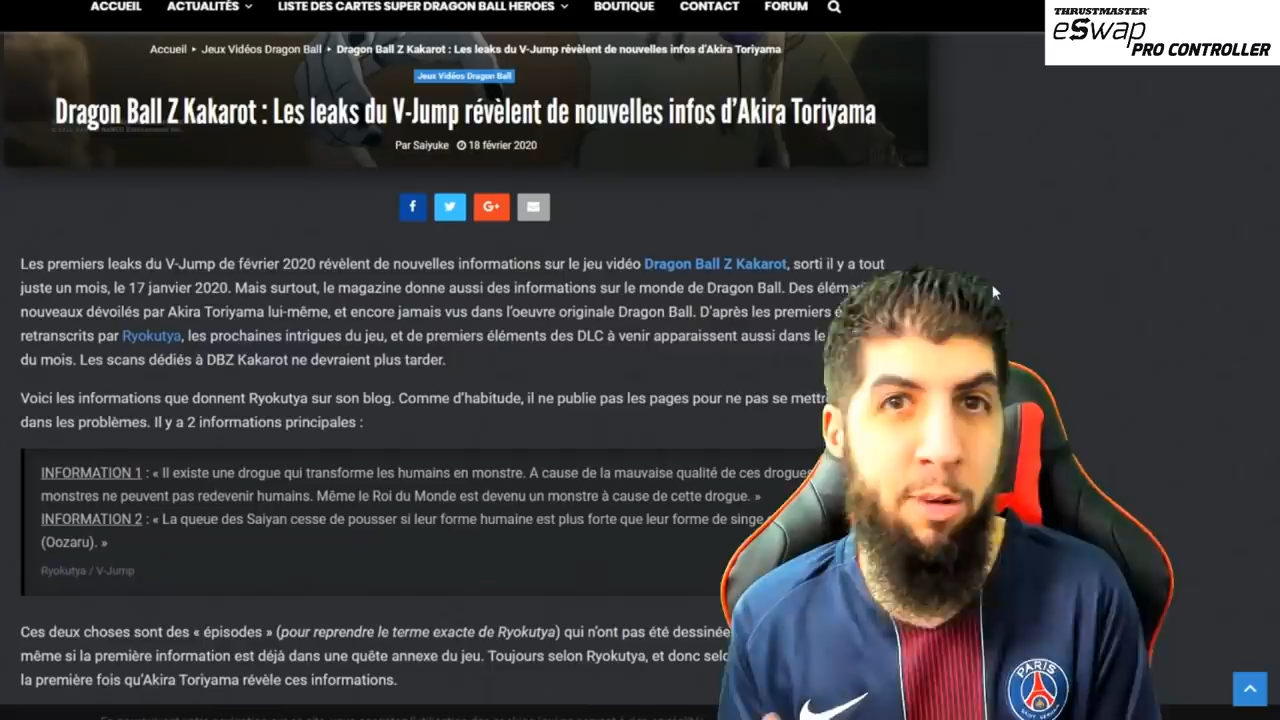 ACCUEIL ACTUALITÉS LISTE DES CARTES SUPER DRAGON BALL HEROES BOUTIQUE CONTACT FORUM
THRUSTMASTER
eSwap
PRO CONTROLLER
Accueil ▸ Jeux Vidéos Dragon Ball ▸ Dragon Ball Z Kakarot : Les leaks du V-Jump révèlent de nouvelles infos d'Akira Toriyama
Jeux Vidéos Dragon Ball
Dragon Ball Z Kakarot : Les leaks du V-Jump révèlent de nouvelles infos d'Akira Toriyama
Par Saiyuke 18 février 2020
f G+
Les premiers leaks du V-Jump de février 2020 révèlent de nouvelles informations sur le jeu vidéo Dragon Ball Z Kakarot, sorti il y a tout
juste un mois, le 17 janvier 2020. Mais surtout, le magazine donne aussi des informations sur le monde de Dragon Ball. Des
nouveaux dévoilés par Akira Toriyama lui-même, et encore jamais vus dans l'oeuvre originale Dragon Ball. D'après les premiers
retranscrits par Ryokutya, les prochaines intrigues du jeu, et de premiers éléments des DLC à venir apparaissent aussi dans le
du mois. Les scans dédiés à DBZ Kakarot ne devraient plus tarder.
Voici les informations que donnent Ryokutya sur son blog. Comme d'habitude, il ne publie pas les pages pour ne pas se
dans les problèmes. Il y a 2 informations principales :
INFORMATION 1 : « Il existe une drogue qui transforme les humains en monstre. A cause de la mauvaise qualité de ces drogues
monstres ne peuvent pas redevenir humains. Même le Roi du Monde est devenu un monstre à cause de cette drogue. »
INFORMATION 2 : « La queue des Saiyan cesse de pousser si leur forme humaine est plus forte que leur forme de singe
(Oozaru). »
Ryokutya / V-Jump
Ces deux choses sont des « épisodes » (pour reprendre le terme exacte de Ryokutya) qui n'ont pas été
même si la première information est déjà dans une quête annexe du jeu. Toujours selon Ryokutya, et donc
la première fois qu'Akira Toriyama révèle ces informations.
PARIS